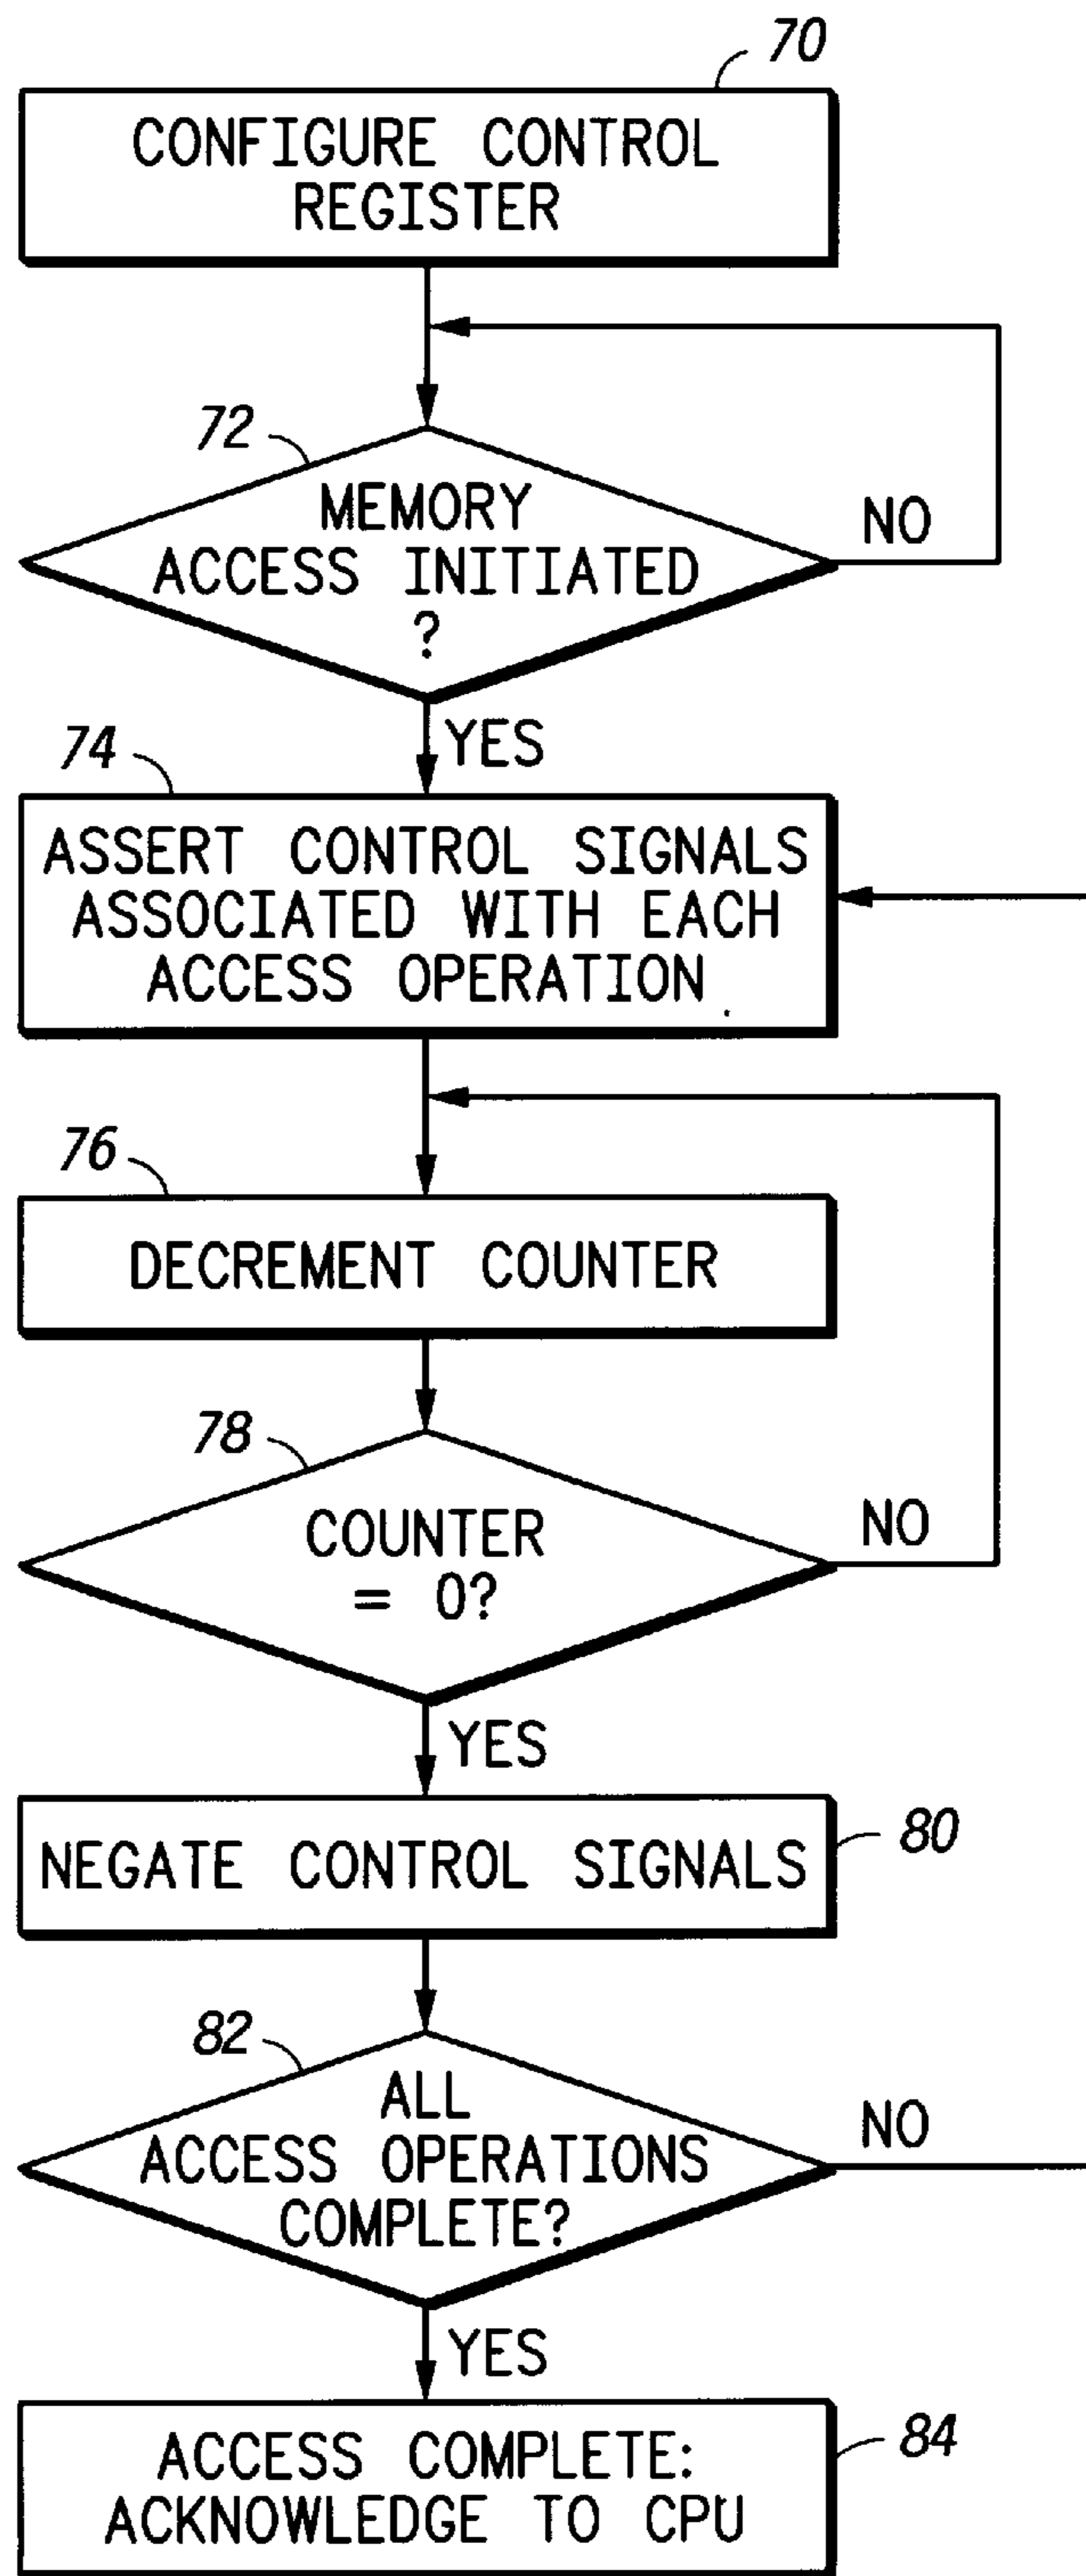 70
CONFIGURE CONTROL
REGISTER
72
MEMORY
ACCESS INITIATED
?
NO
YES
74
ASSERT CONTROL SIGNALS
ASSOCIATED WITH EACH
ACCESS OPERATION
76
DECREMENT COUNTER
78
COUNTER
= 0?
NO
YES
NEGATE CONTROL SIGNALS
80
82
ALL
ACCESS OPERATIONS
COMPLETE?
NO
YES
ACCESS COMPLETE:
ACKNOWLEDGE TO CPU
84